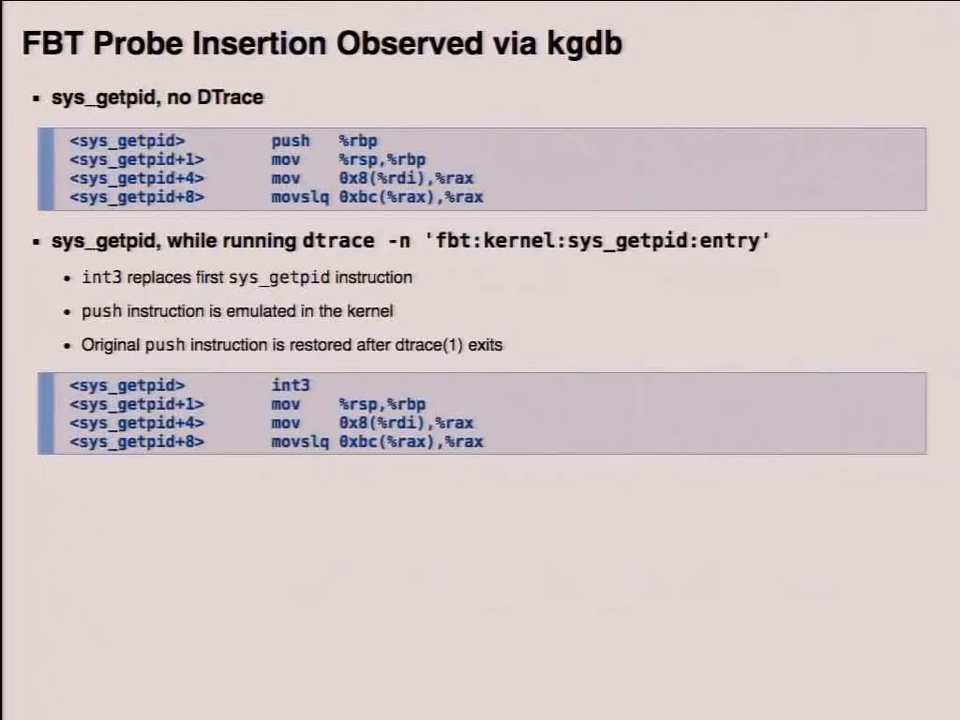 FBT Probe Insertion Observed via kgdb
▪ sys_getpid, no DTrace
<sys_getpid> push %rbp
<sys_getpid+1> mov %rsp,%rbp
<sys_getpid+4> mov 0x8(%rdi),%rax
<sys_getpid+8> movslq 0xbc(%rax),%rax
▪ sys_getpid, while running dtrace -n 'fbt:kernel:sys_getpid:entry'
• int3 replaces first sys_getpid instruction
• push instruction is emulated in the kernel
• Original push instruction is restored after dtrace(1) exits
<sys_getpid> int3
<sys_getpid+1> mov %rsp,%rbp
<sys_getpid+4> mov 0x8(%rdi),%rax
<sys_getpid+8> movslq 0xbc(%rax),%rax